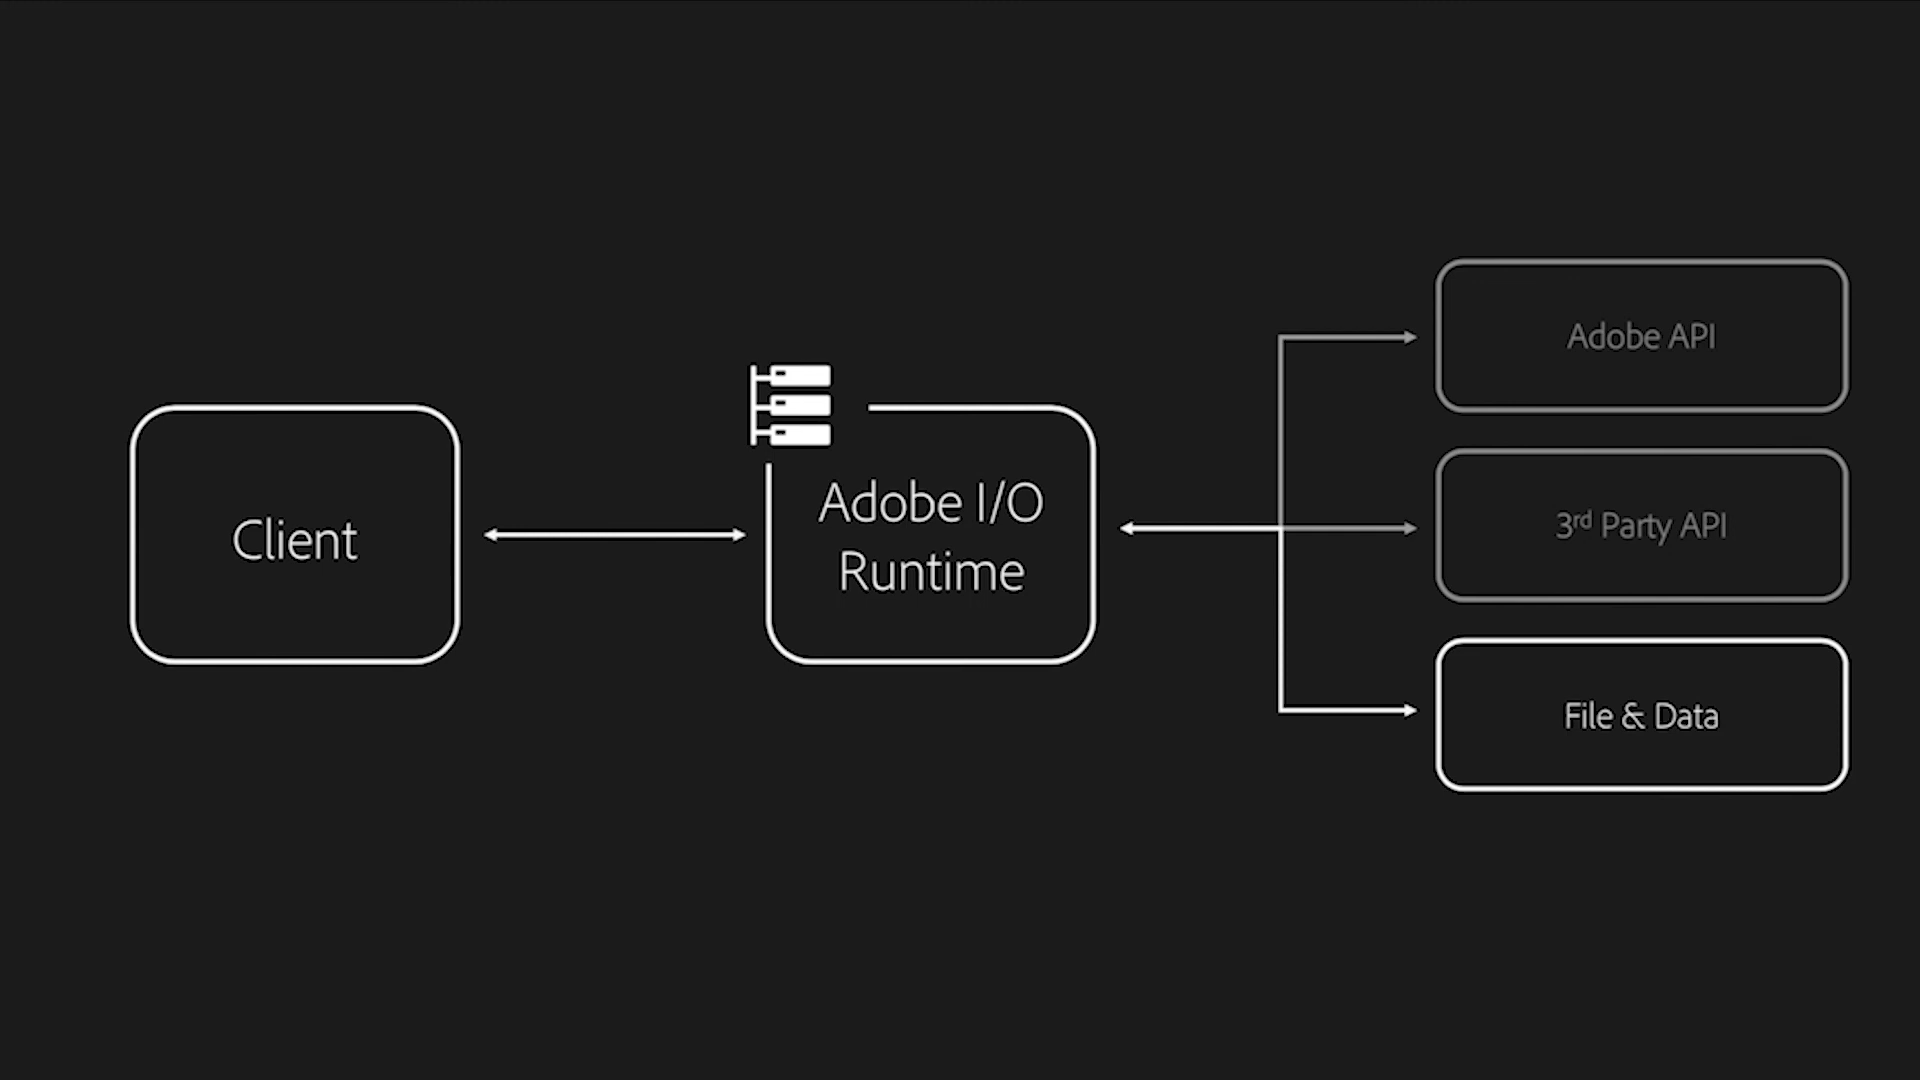 Client
Adobe I/O
Runtime
Adobe API
3rd Party API
File & Data